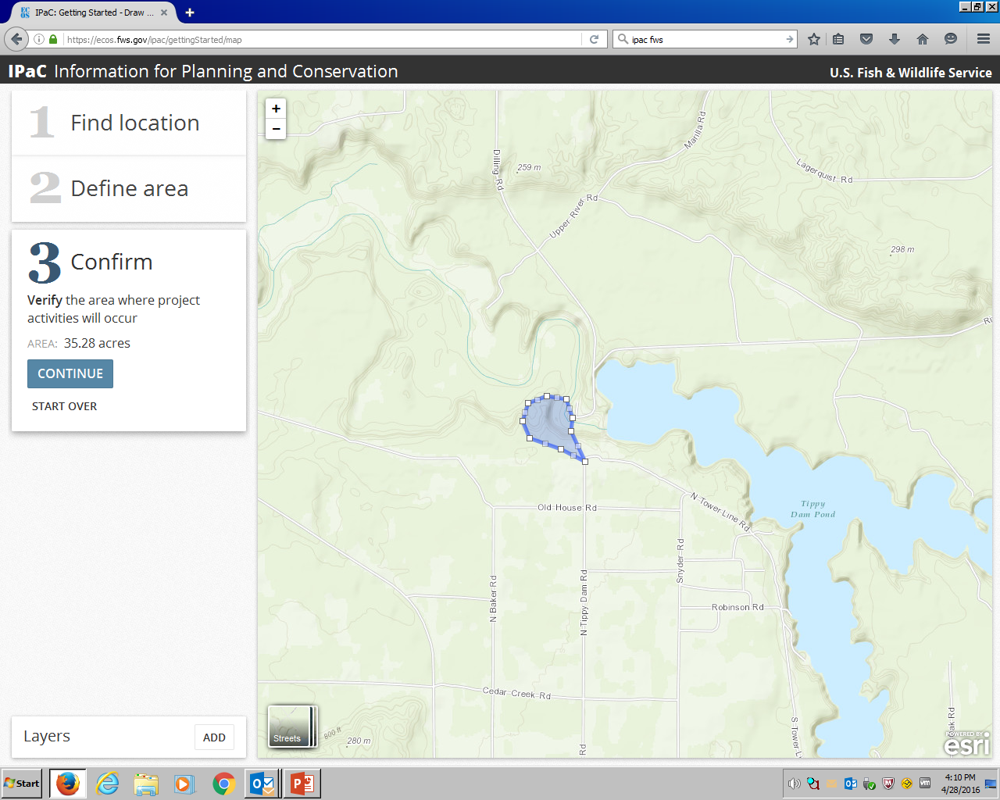 IPaC: Getting Started - Draw ...
https://ecos.fws.gov/ipac/gettingStarted/map
ipac fws
IPaC Information for Planning and Conservation
U.S. Fish & Wildlife Service
1 Find location
2 Define area
3 Confirm
Verify the area where project
activities will occur
AREA: 35.28 acres
CONTINUE
START OVER
Layers
ADD
+
−
Dilling Rd
259 m
Marilla Rd
Lagerquist Rd
Upper River Rd
298 m
Ri
Tippy
Dam Pond
Old House Rd
N Tower Line Rd
Snyder Rd
N Baker Rd
N Tippy Dam Rd
Robinson Rd
Cedar Creek Rd
Rd
S Tower L
ak Rd
800 ft
280 m
Streets
POWERED BY
esri
Start
4:10 PM
4/28/2016